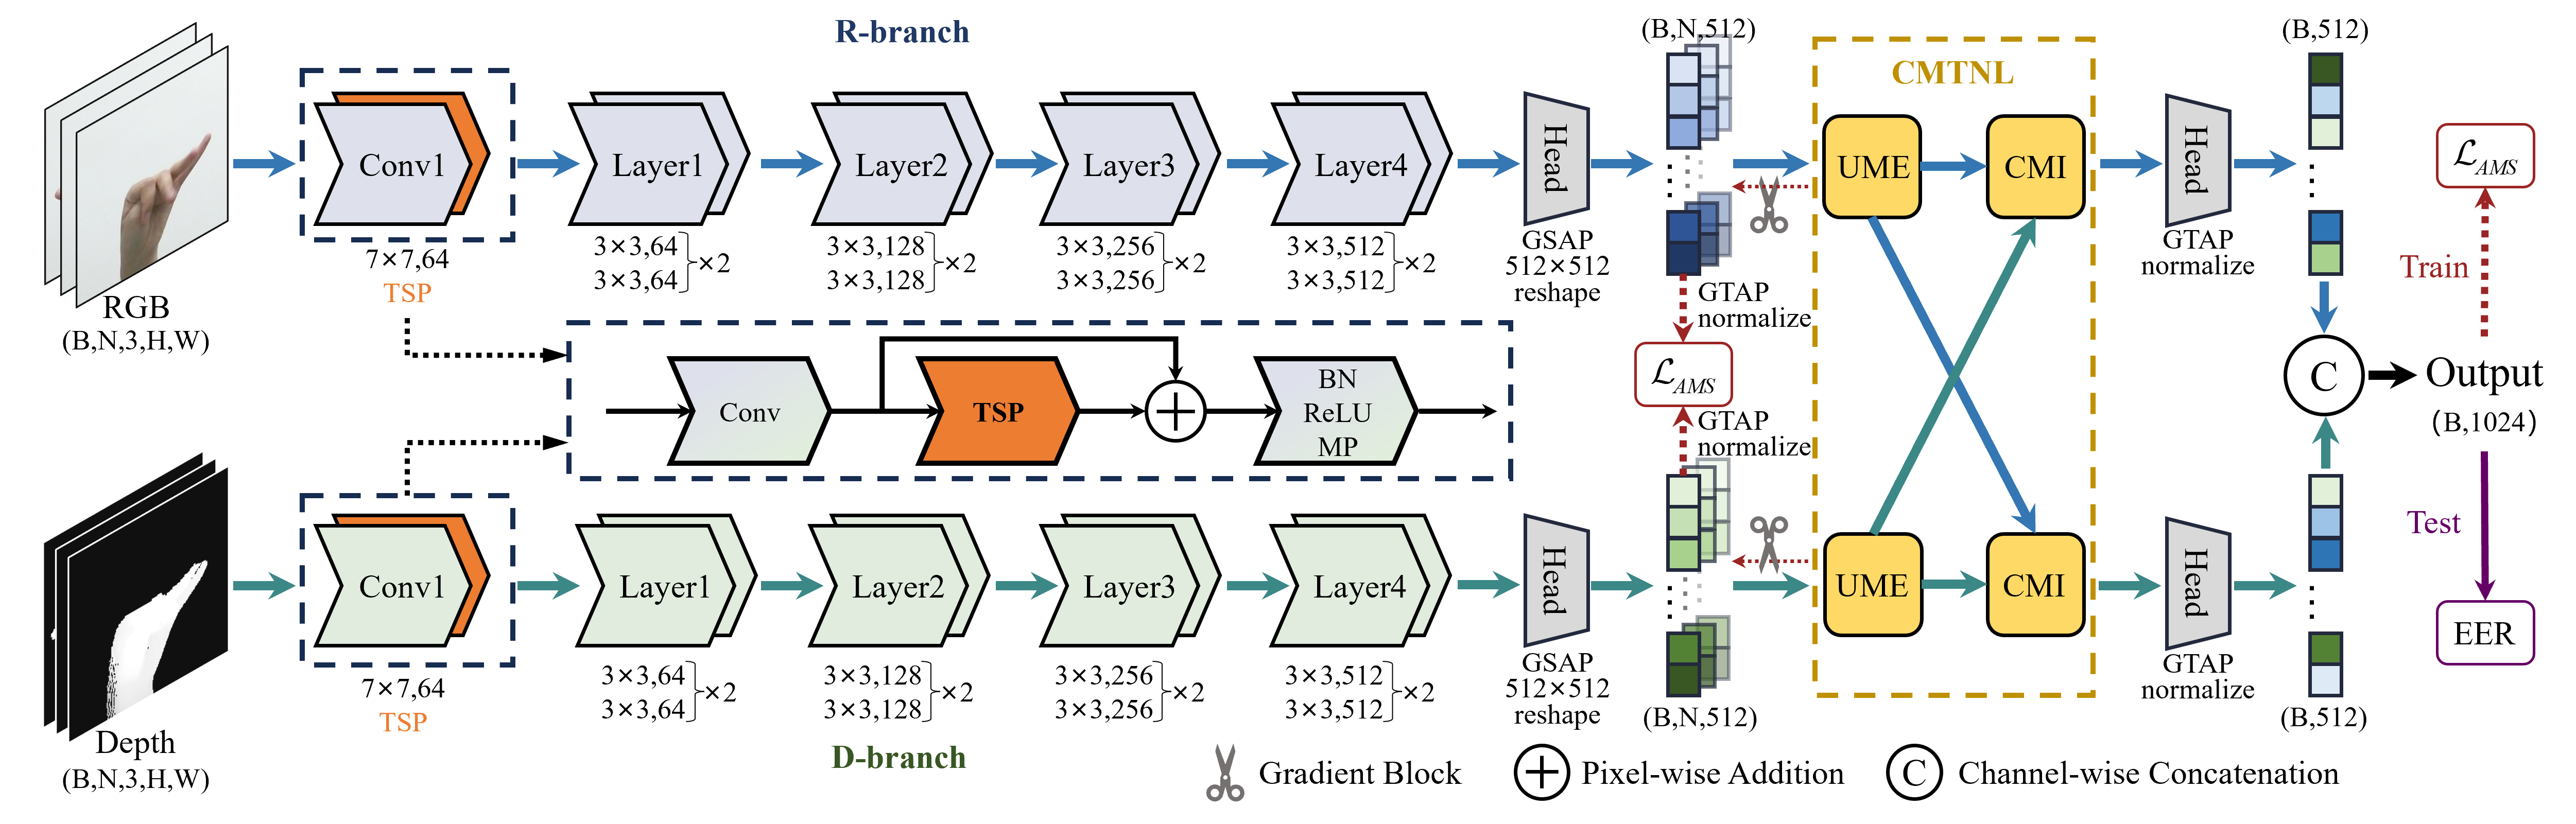 R-branch
RGB
(B,N,3,H,W)
Conv1
7×7,64
TSP
Layer1
3×3,64
3×3,64
×2
Layer2
3×3,128
3×3,128
×2
Layer3
3×3,256
3×3,256
×2
Layer4
3×3,512
3×3,512
×2
Head
GSAP
512×512
reshape
(B,N,512)
GTAP
normalize
ℒAMS
GTAP
normalize
CMTNL
UME
CMI
UME
CMI
Head
GTAP
normalize
(B,512)
C
Output
(B,1024)
Train
ℒAMS
Test
EER
Conv
TSP
BN
ReLU
MP
Depth
(B,N,3,H,W)
Conv1
7×7,64
TSP
Layer1
3×3,64
3×3,64
×2
Layer2
3×3,128
3×3,128
×2
Layer3
3×3,256
3×3,256
×2
Layer4
3×3,512
3×3,512
×2
Head
GSAP
512×512
reshape
(B,N,512)
Head
GTAP
normalize
(B,512)
D-branch
Gradient Block
Pixel-wise Addition
C Channel-wise Concatenation